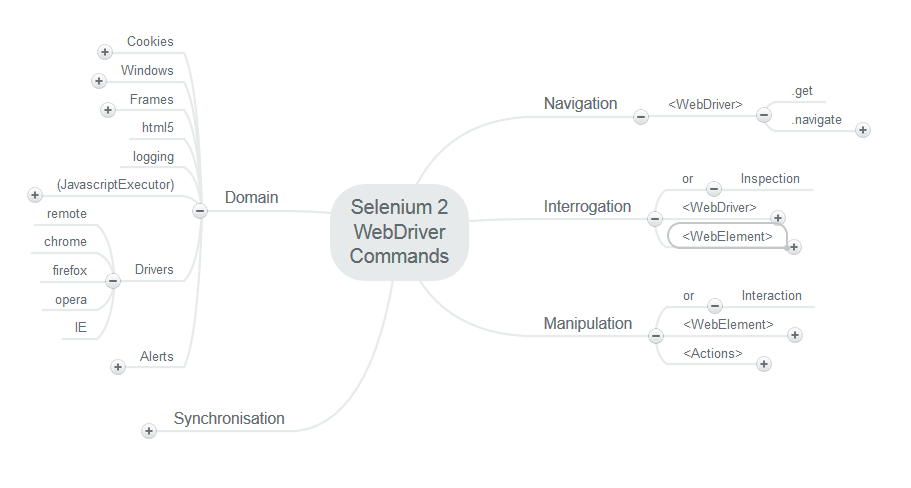 Selenium 2
WebDriver
Commands
Navigation
<WebDriver>
.get
.navigate
Interrogation
or
Inspection
<WebDriver>
<WebElement>
Manipulation
or
Interaction
<WebElement>
<Actions>
Domain
Cookies
Windows
Frames
html5
logging
(JavascriptExecutor)
Drivers
remote
chrome
firefox
opera
IE
Alerts
Synchronisation